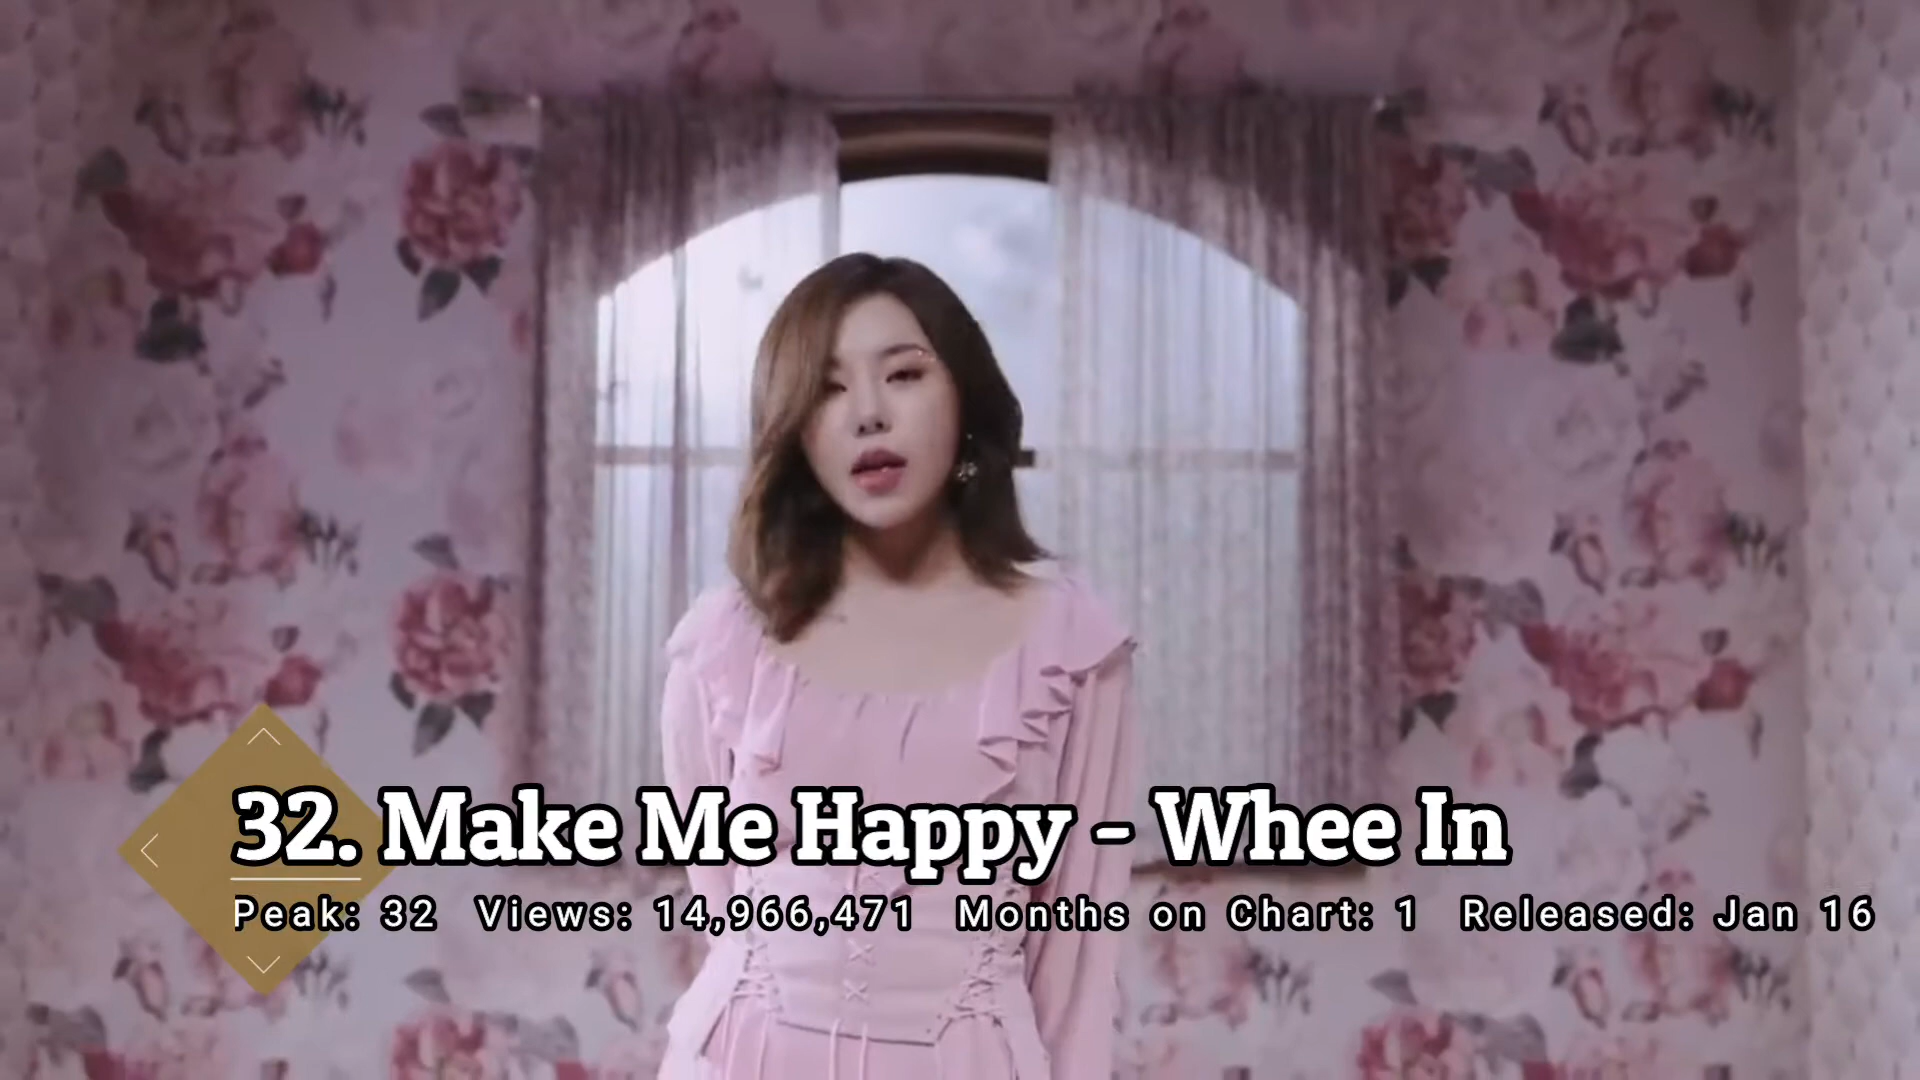 32. Make Me Happy - Whee In
Peak: 32 Views: 14,966,471 Months on Chart: 1 Released: Jan 16